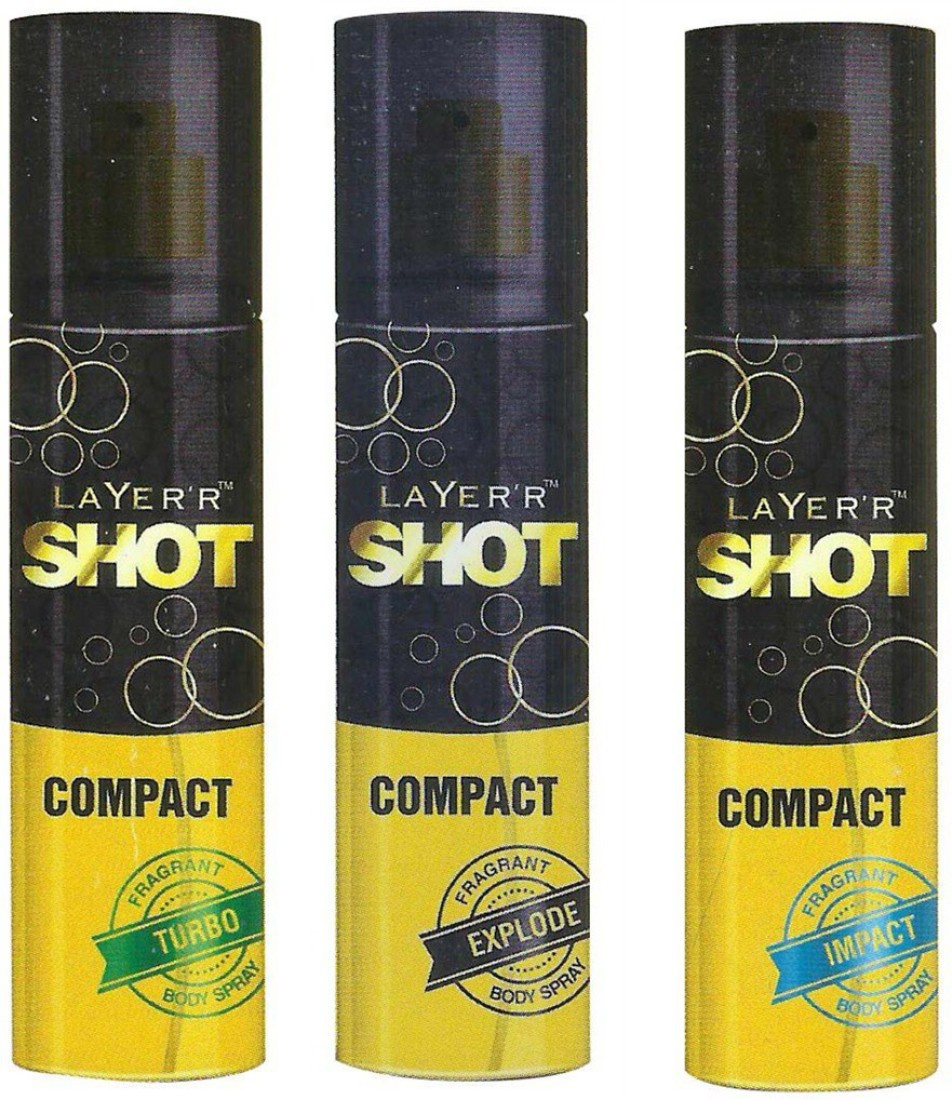 LAYER'R™
SHOT
COMPACT
FRAGRANT
TURBO
BODY SPRAY
LAYER'R™
SHOT
COMPACT
FRAGRANT
EXPLODE
BODY SPRAY
LAYER'R™
SHOT
COMPACT
FRAGRANT
IMPACT
BODY SPRAY